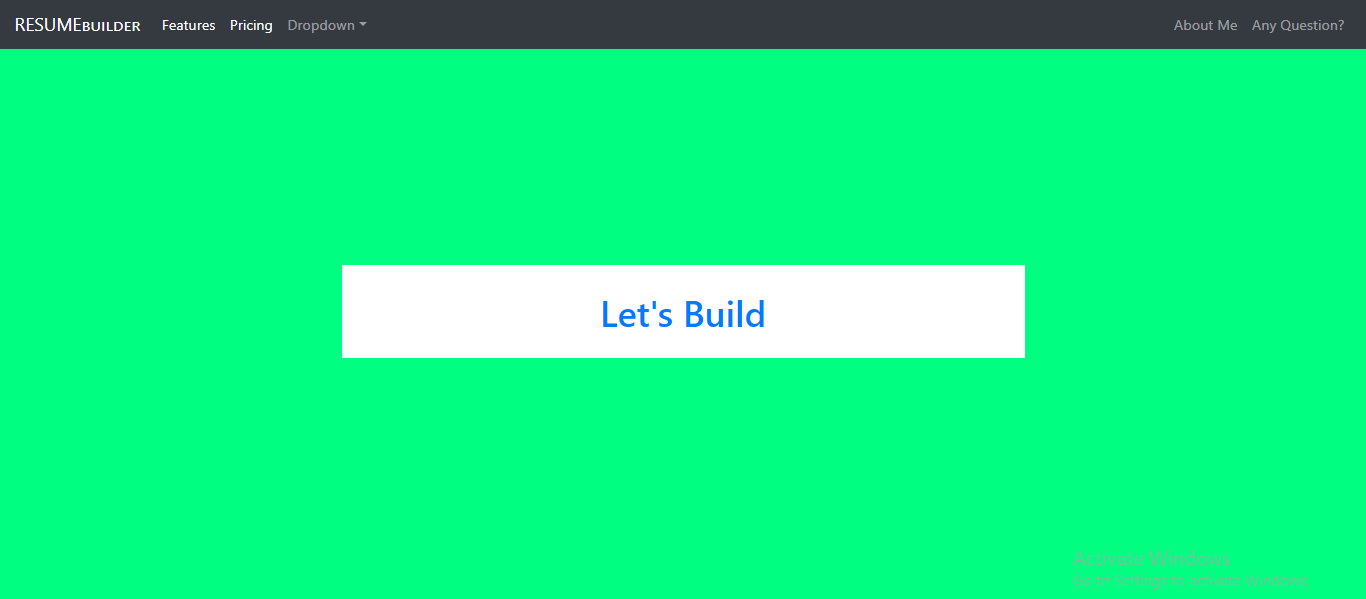 RESUMEBUILDER Features Pricing Dropdown About Me Any Question?
Let's Build
Activate Windows
Go to Settings to activate Windows.